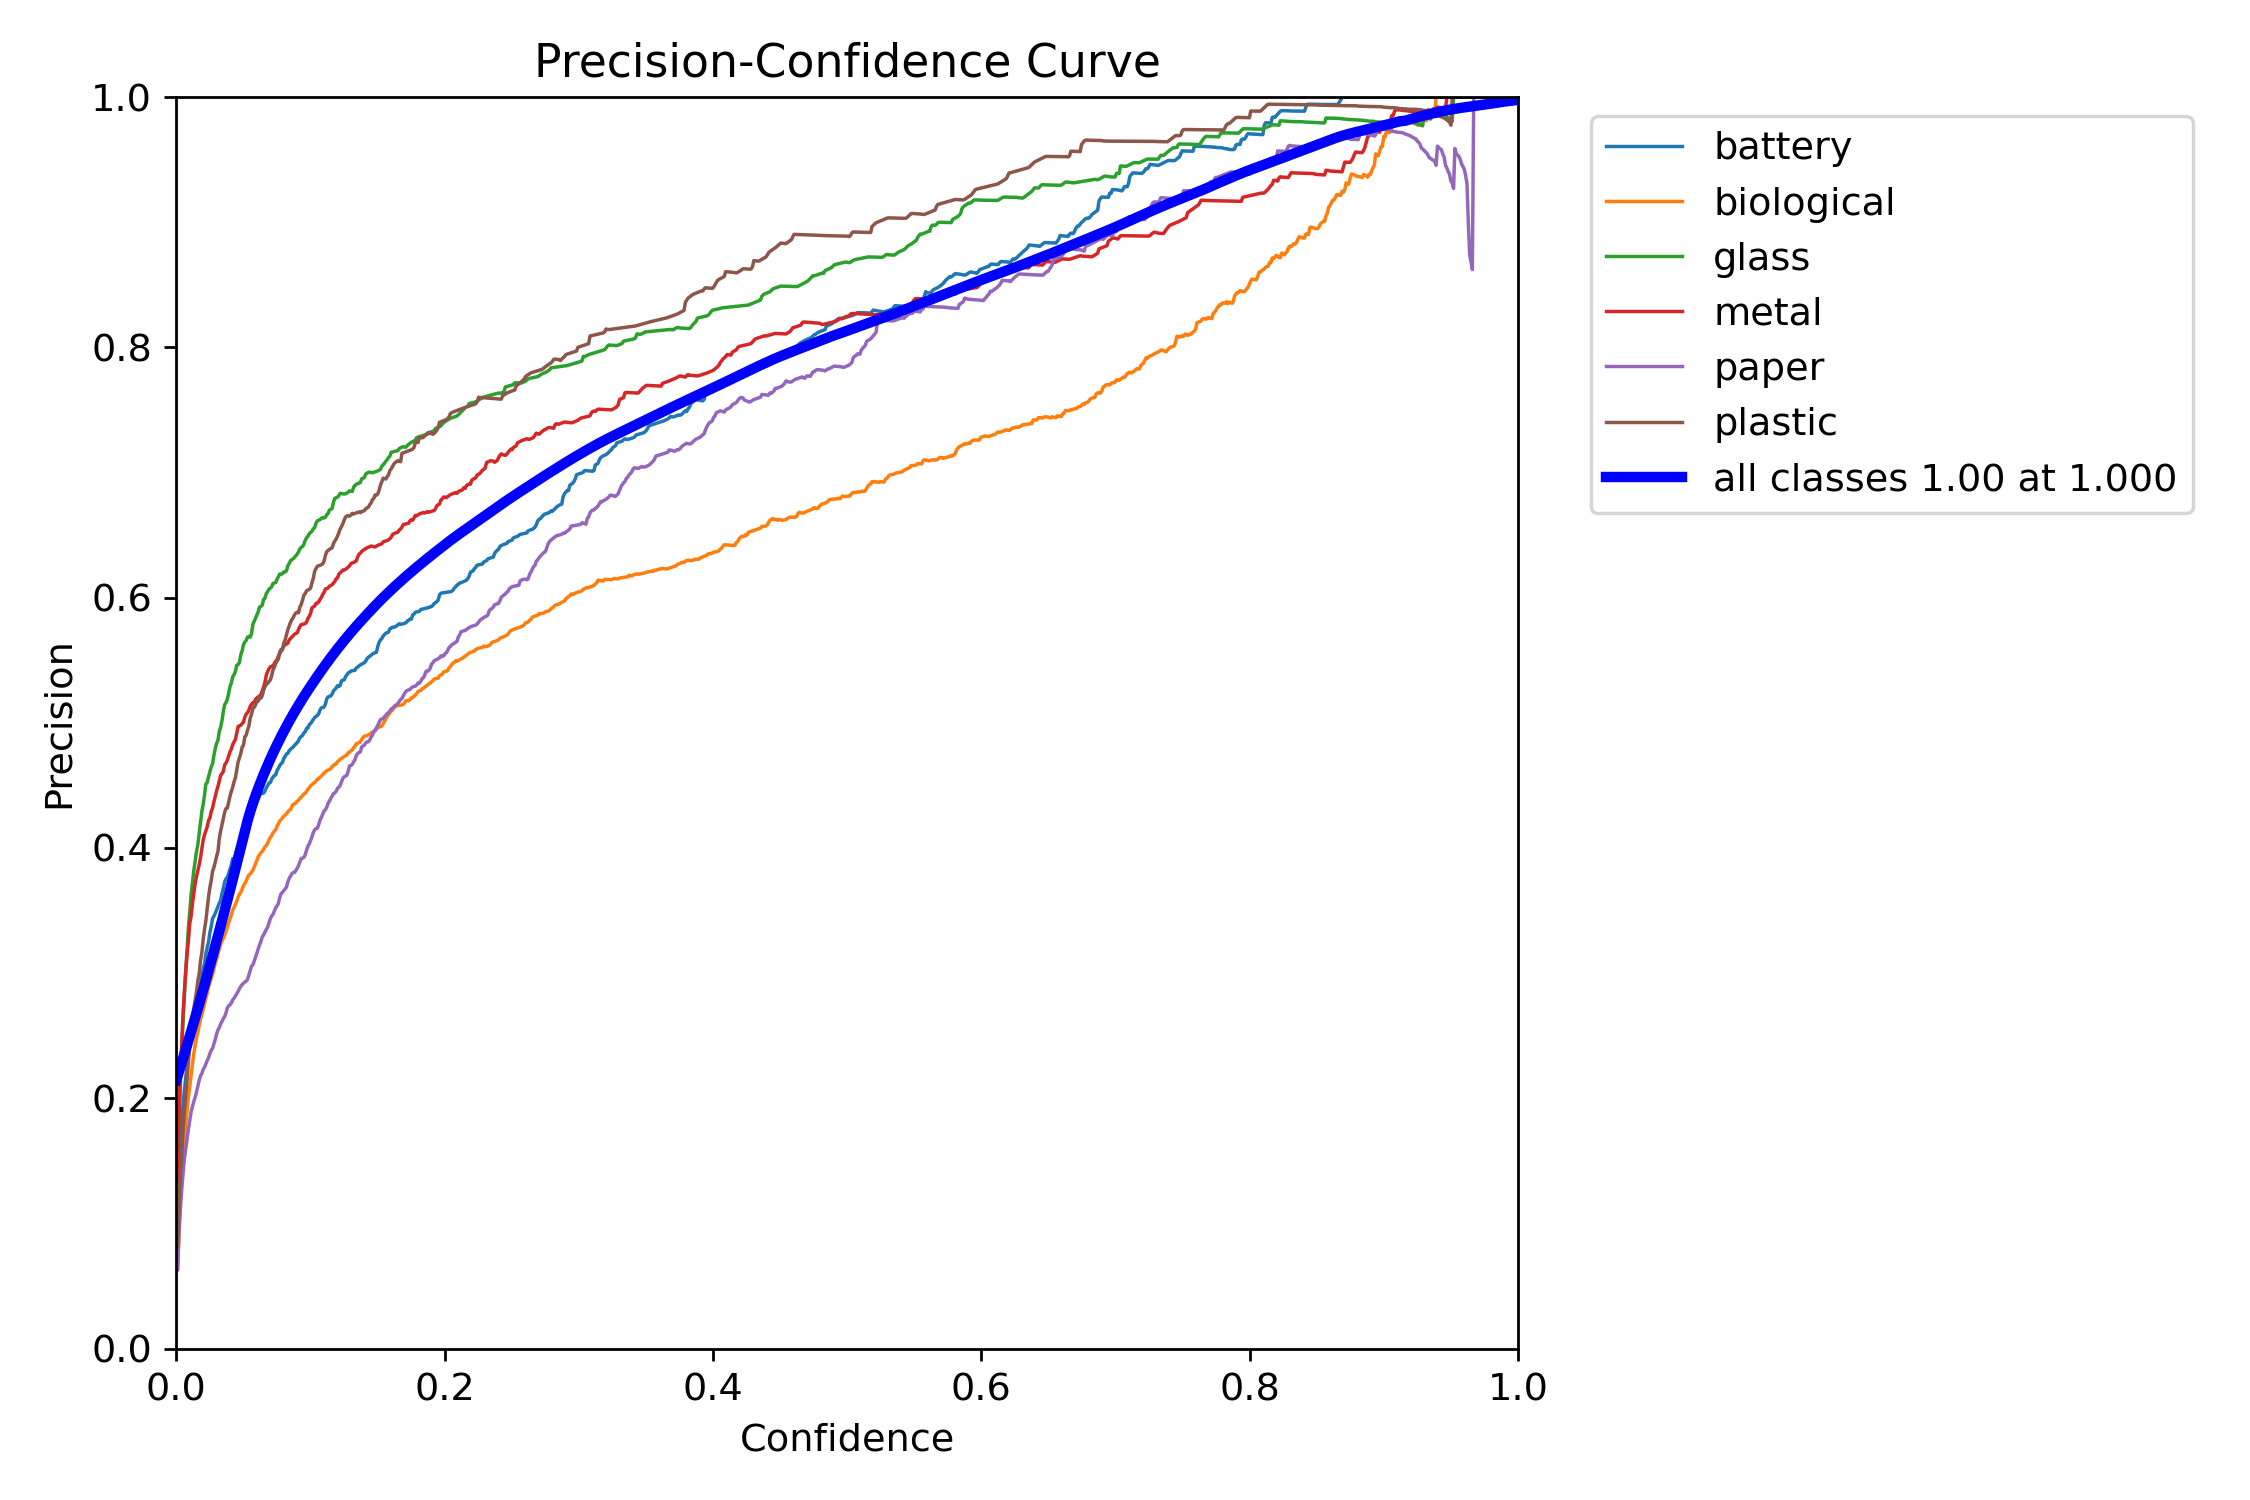 Precision-Confidence Curve
1.0
0.8
0.6
0.4
0.2
0.0
Precision
0.0 0.2 0.4 0.6 0.8 1.0
Confidence
battery
biological
glass
metal
paper
plastic
all classes 1.00 at 1.000